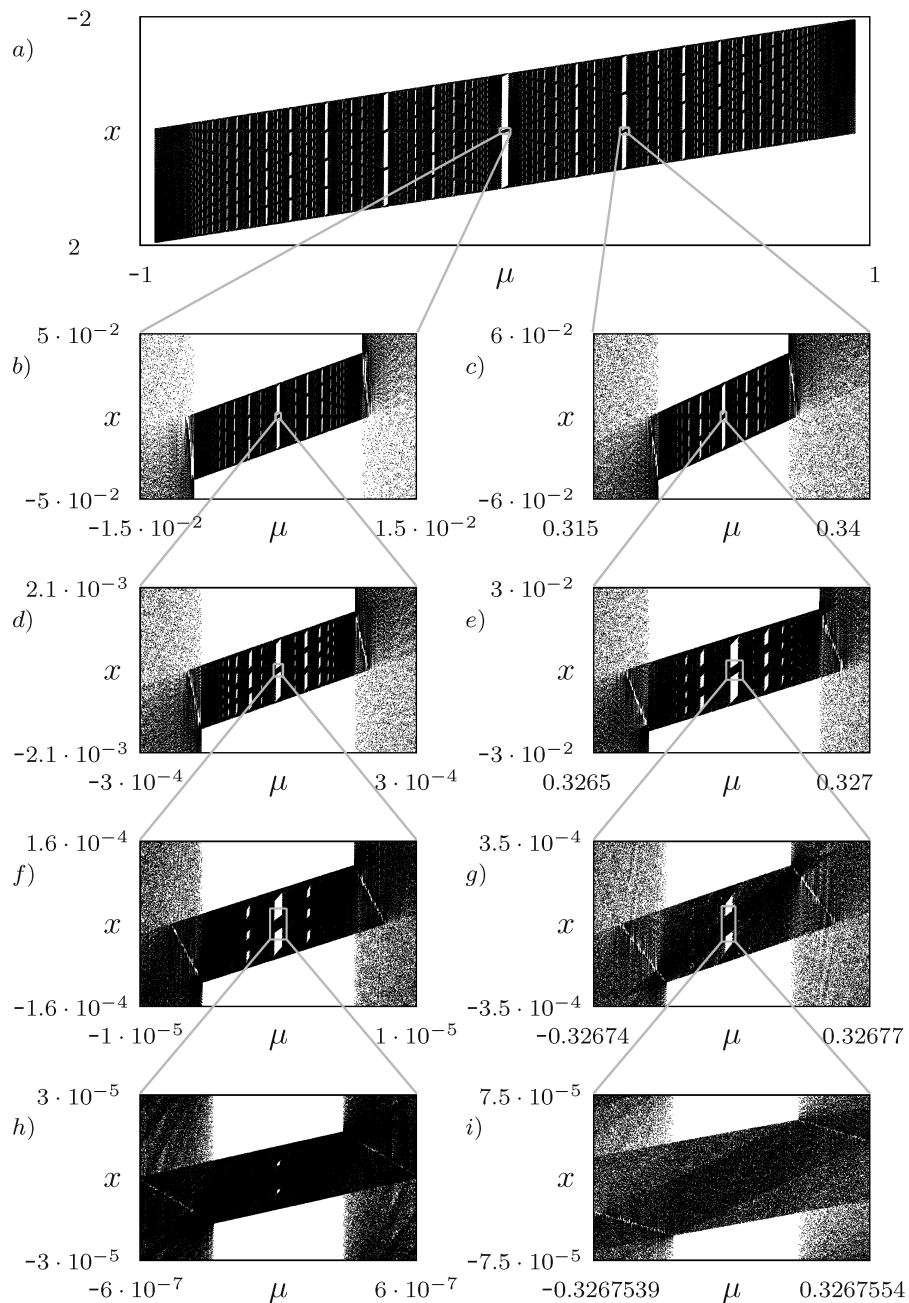 -2
a)
x
2
-1 μ 1
5 · 10⁻² 6 · 10⁻²
b) c)
x x
-5 · 10⁻² -6 · 10⁻²
-1.5 · 10⁻² μ 1.5 · 10⁻² 0.315 μ 0.34
2.1 · 10⁻³ 3 · 10⁻²
d) e)
x x
-2.1 · 10⁻³ -3 · 10⁻²
-3 · 10⁻⁴ μ 3 · 10⁻⁴ 0.3265 μ 0.327
1.6 · 10⁻⁴ 3.5 · 10⁻⁴
f) g)
x x
-1.6 · 10⁻⁴ -3.5 · 10⁻⁴
-1 · 10⁻⁵ μ 1 · 10⁻⁵ -0.32674 μ 0.32677
3 · 10⁻⁵ 7.5 · 10⁻⁵
h) i)
x x
-3 · 10⁻⁵ -7.5 · 10⁻⁵
-6 · 10⁻⁷ μ 6 · 10⁻⁷ -0.3267539 μ 0.3267554